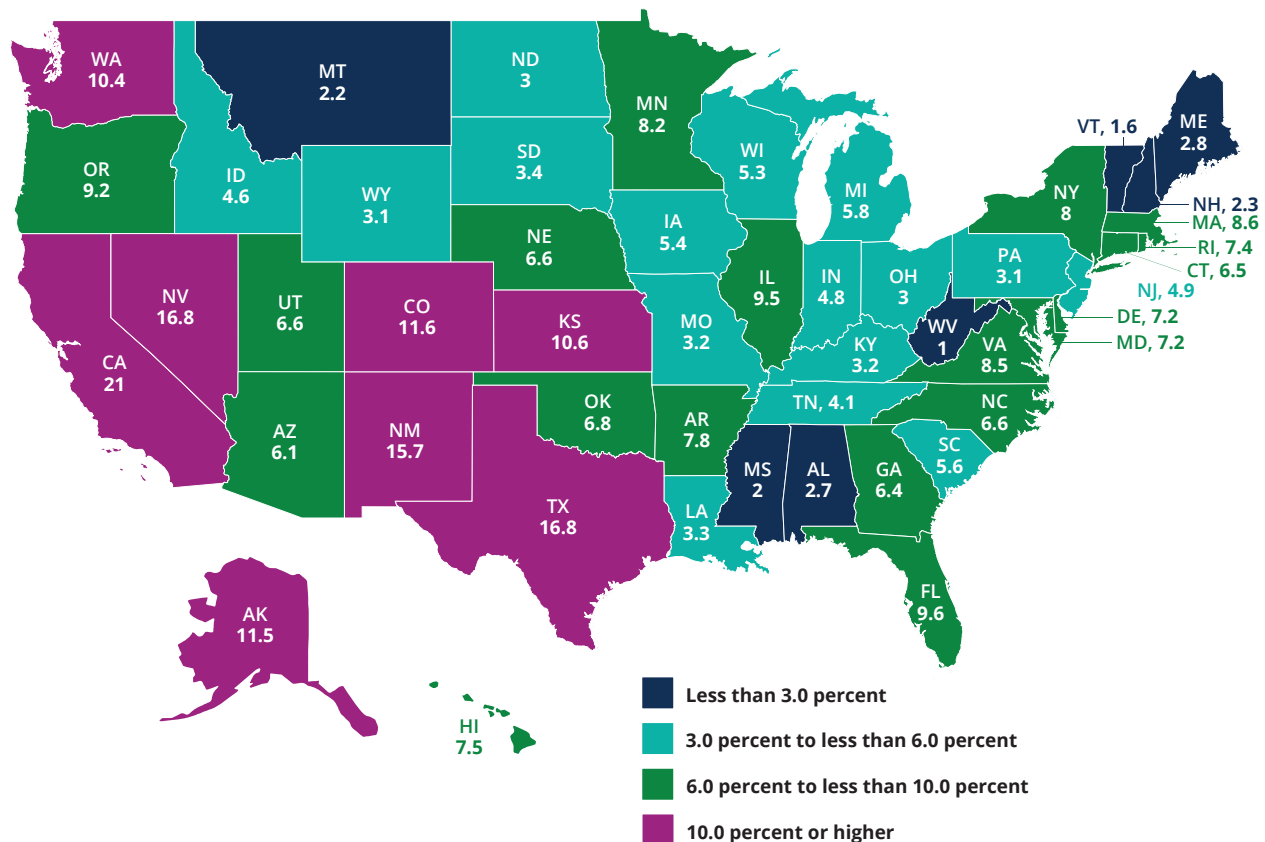 WA
10.4
MT
2.2
ND
3
MN
8.2
VT, 1.6
ME
2.8
OR
9.2
ID
4.6
WY
3.1
SD
3.4
WI
5.3
MI
5.8
NY
8
NH, 2.3
MA, 8.6
RI, 7.4
CT, 6.5
NJ, 4.9
DE, 7.2
MD, 7.2
NV
16.8
UT
6.6
CO
11.6
NE
6.6
KS
10.6
IA
5.4
MO
3.2
IL
9.5
IN
4.8
OH
3
PA
3.1
WV
1
VA
8.5
KY
3.2
CA
21
AZ
6.1
NM
15.7
OK
6.8
AR
7.8
TN, 4.1
NC
6.6
SC
5.6
TX
16.8
LA
3.3
MS
2
AL
2.7
GA
6.4
FL
9.6
AK
11.5
HI
7.5
Less than 3.0 percent
3.0 percent to less than 6.0 percent
6.0 percent to less than 10.0 percent
10.0 percent or higher